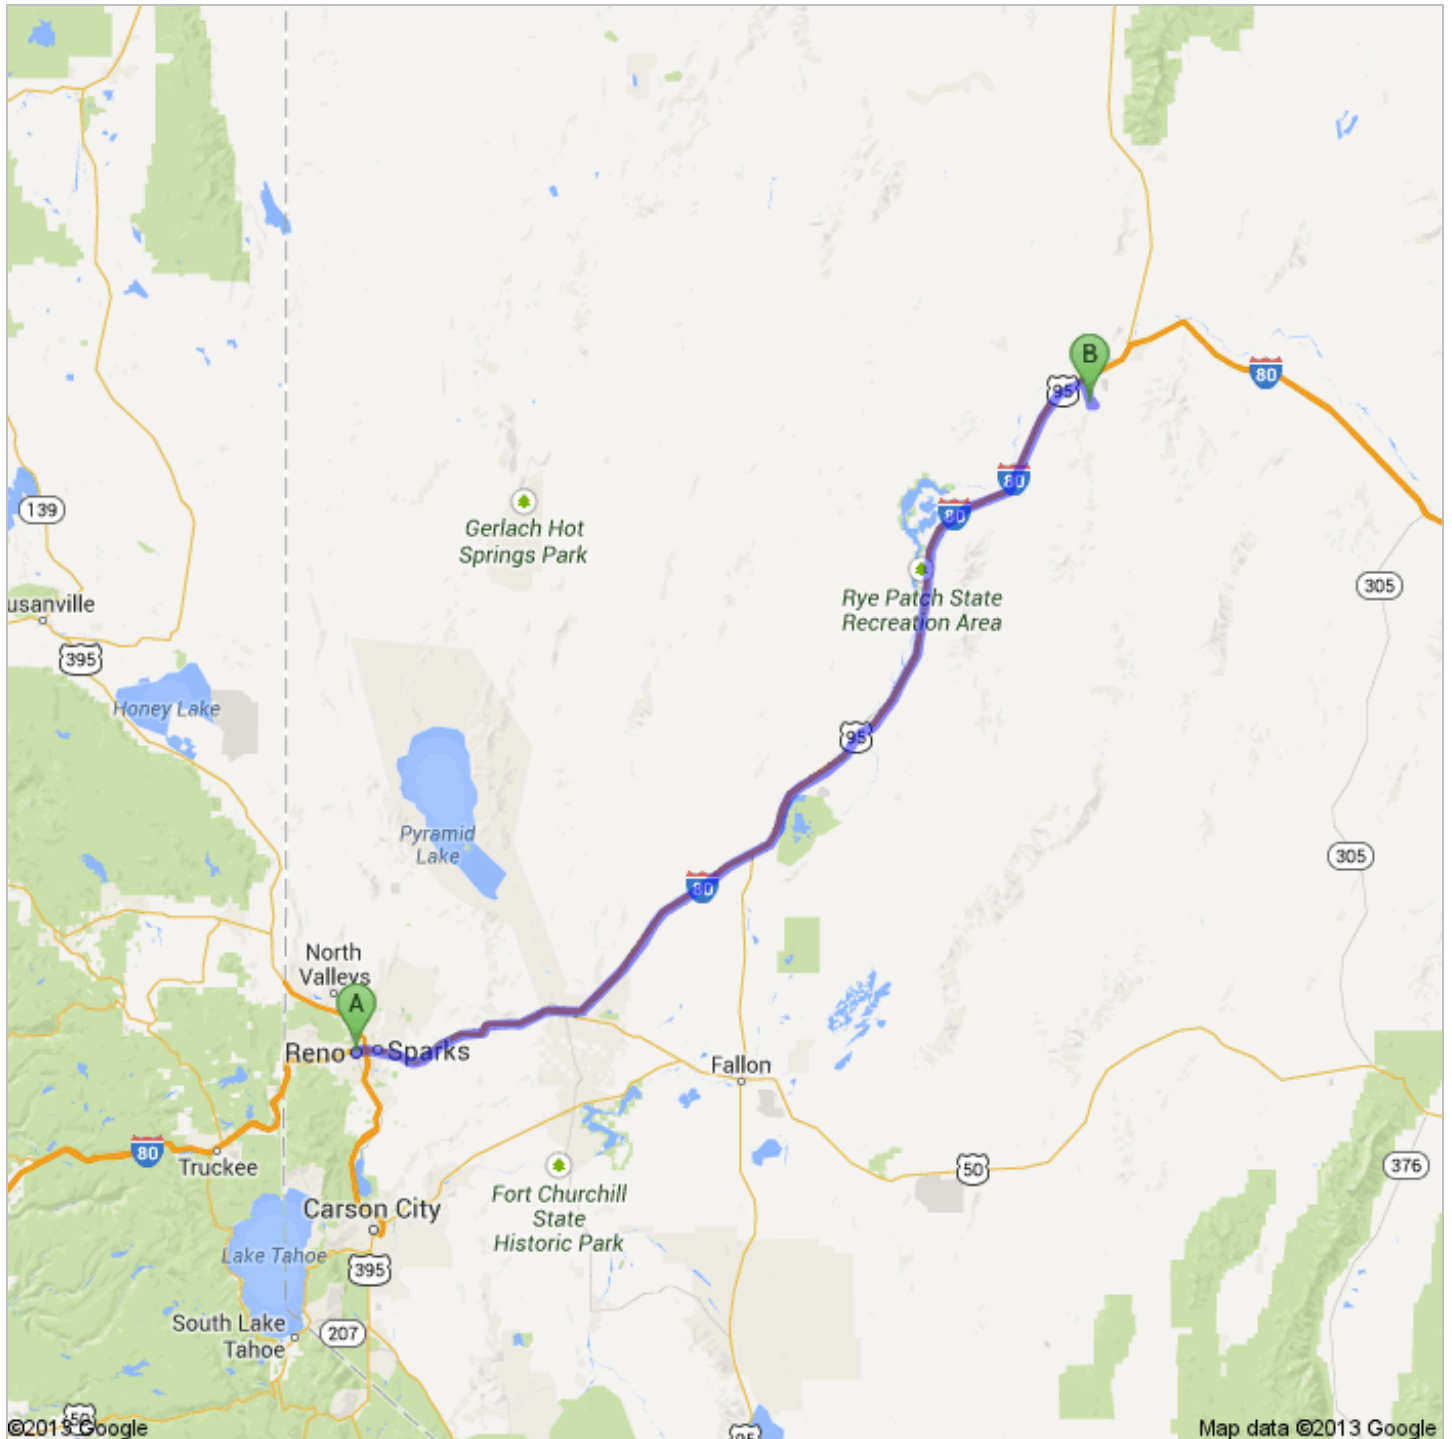 B
95
80
80
139
Gerlach Hot
Springs Park
80
305
Rye Patch State
Recreation Area
usanville
395
Honey Lake
95
Pyramid
Lake
305
80
North
Valleys
A
Reno
Sparks
Fallon
80
Truckee
50
376
Fort Churchill
State
Historic Park
Carson City
Lake Tahoe
395
South Lake
Tahoe
207
50
95
©2013 Google
Map data ©2013 Google